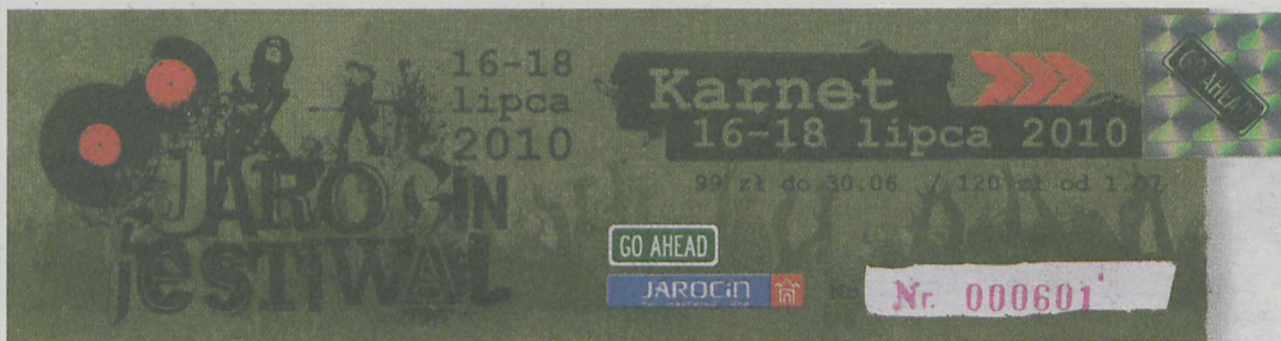 16-18
lipca
2010
JAROCIN
fESTIWAL
Karnet
16-18 lipca 2010
99 zł do 30.06 / 120 zł od 1.07
GO AHEAD
JAROCiN
Nr
Nr. 000601
GO AHEAD